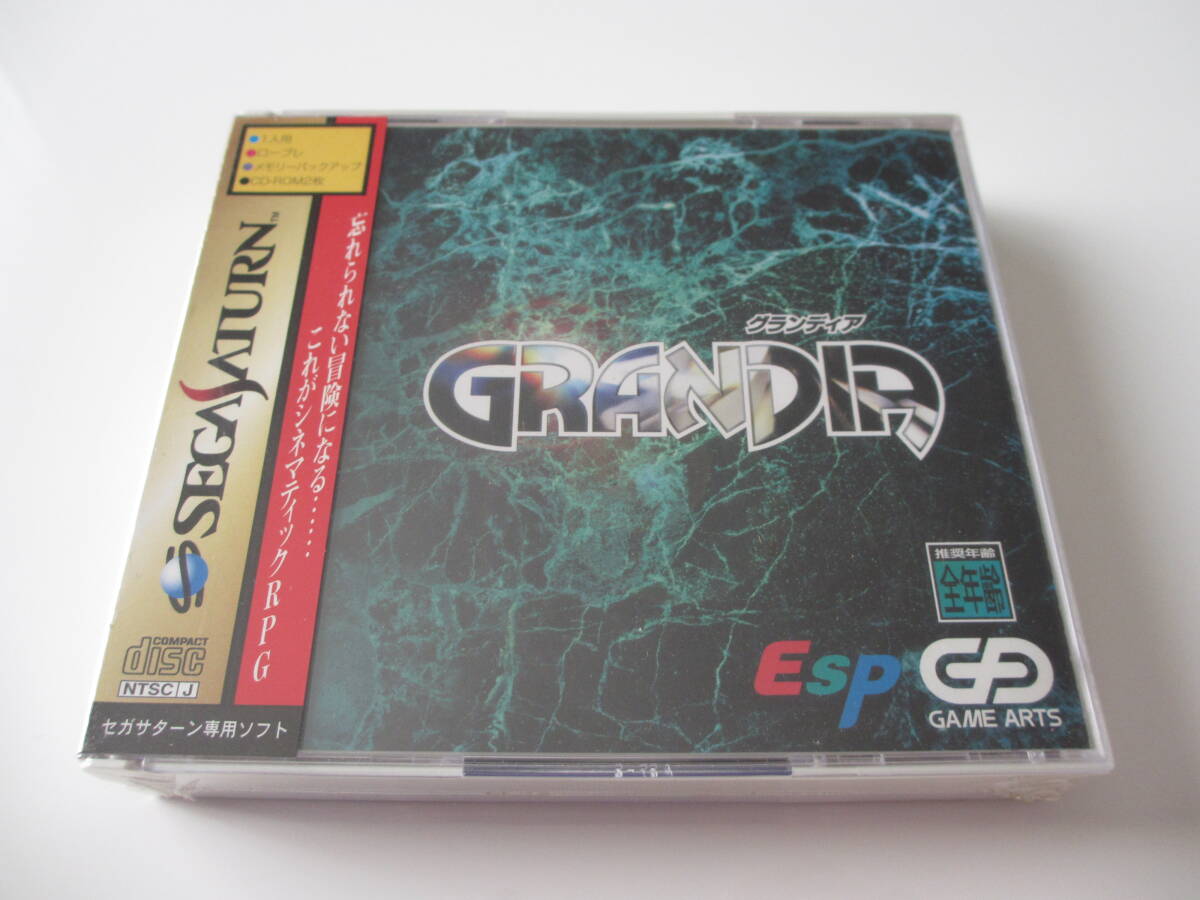 ●1人用
●ロープレ
●メモリーバックアップ
●CD-ROM2枚
忘れられない冒険になる……
これがシネマティックRPG
SEGA SATURN™
COMPACT
disc
NTSC J
セガサターン専用ソフト
グランディア
GRANDIA
推奨年齢
全年齢
Esp
GAME ARTS